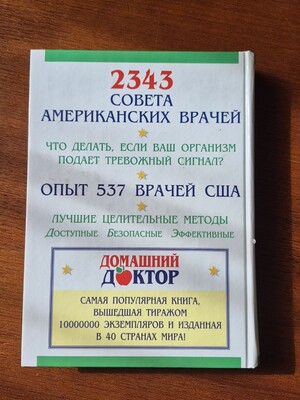 2343
СОВЕТА
АМЕРИКАНСКИХ ВРАЧЕЙ
ЧТО ДЕЛАТЬ, ЕСЛИ ВАШ ОРГАНИЗМ
ПОДАЕТ ТРЕВОЖНЫЙ СИГНАЛ?
ОПЫТ 537 ВРАЧЕЙ США
ЛУЧШИЕ ЦЕЛИТЕЛЬНЫЕ МЕТОДЫ
ДОСТУПНЫЕ БЕЗОПАСНЫЕ ЭФФЕКТИВНЫЕ
ДОМАШНИЙ
ДОКТОР
САМАЯ ПОПУЛЯРНАЯ КНИГА,
ВЫШЕДШАЯ ТИРАЖОМ
10000000 ЭКЗЕМПЛЯРОВ И ИЗДАННАЯ
В 40 СТРАНАХ МИРА!